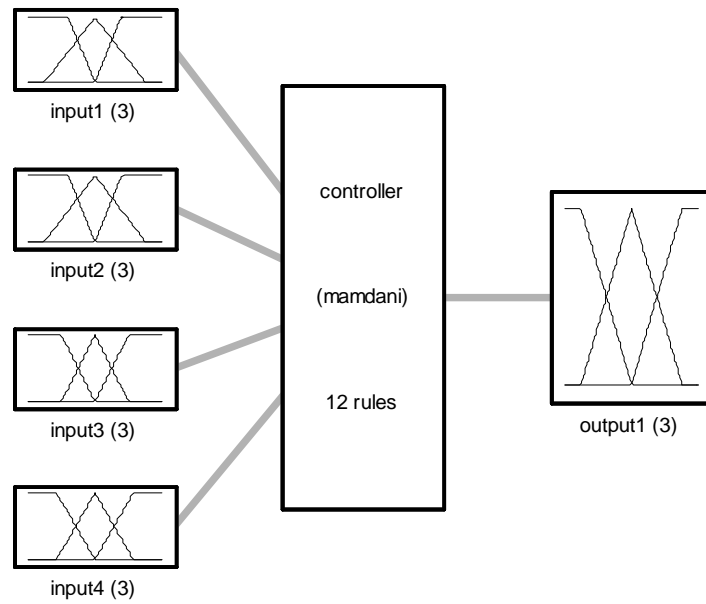 input1 (3)
input2 (3)
input3 (3)
input4 (3)
controller
(mamdani)
12 rules
output1 (3)